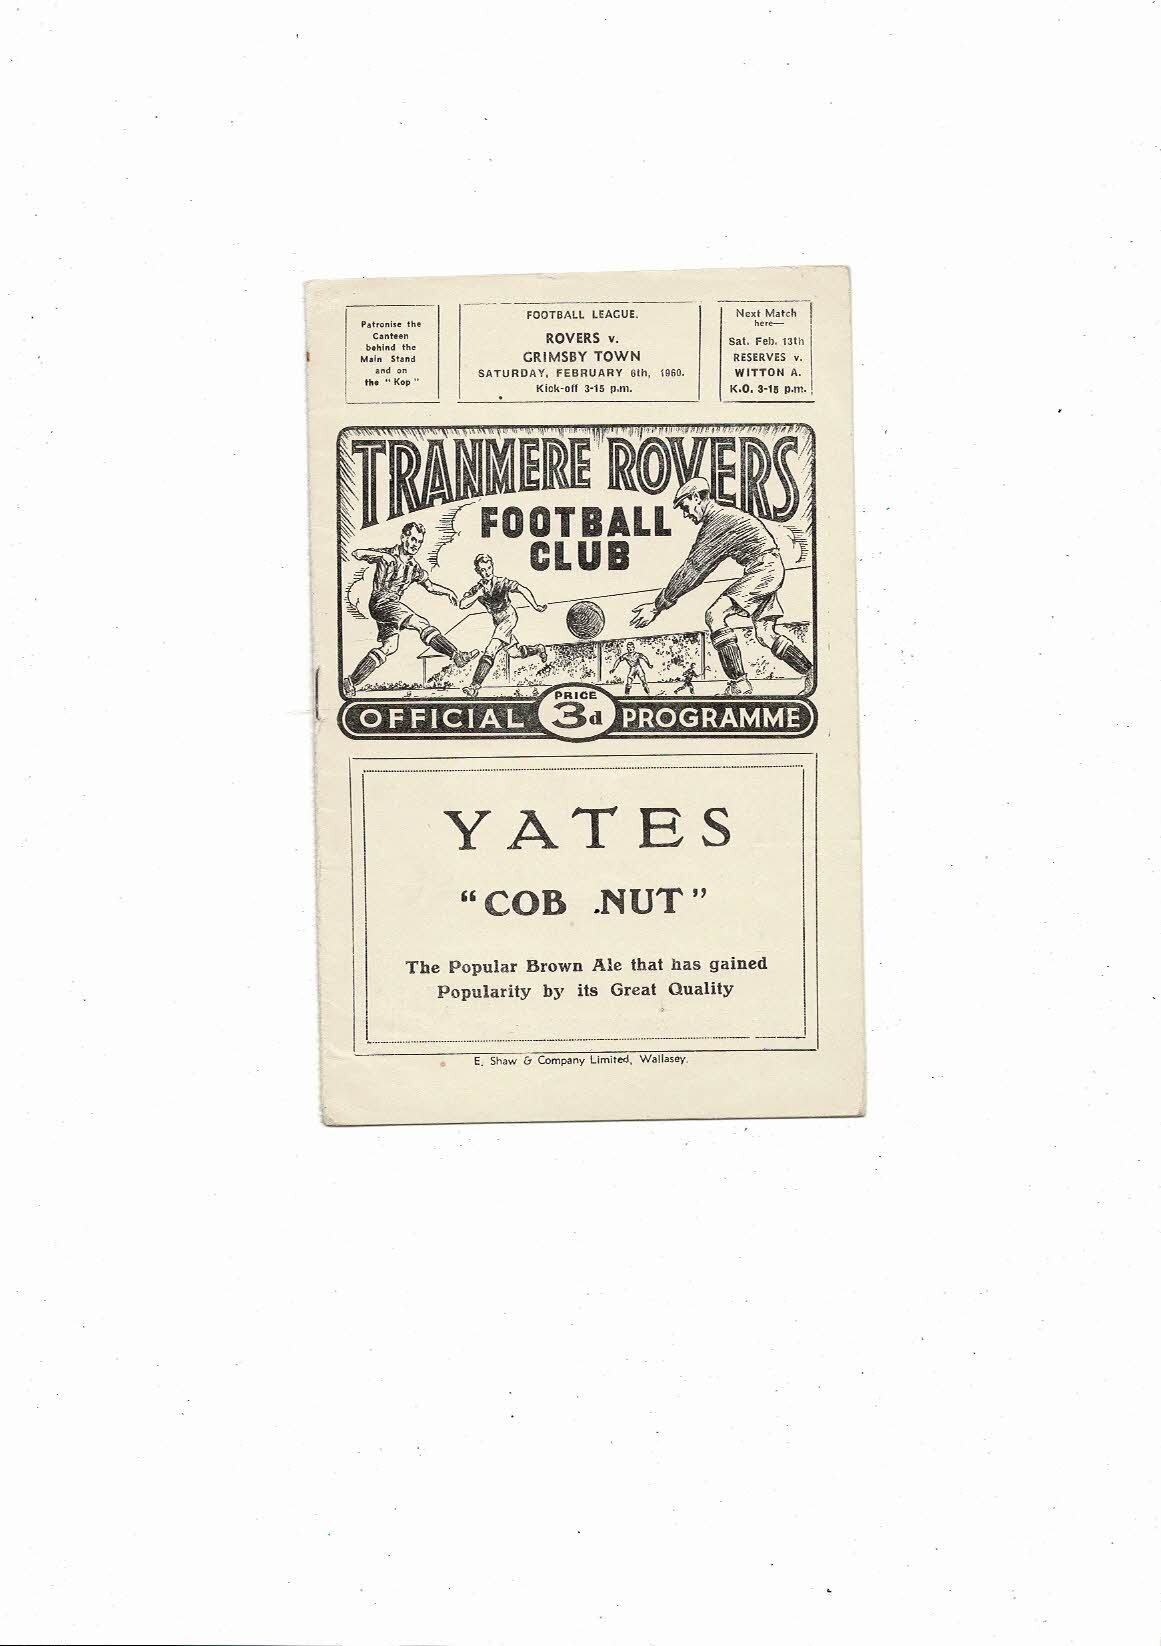 Patronise the
Canteen
behind the
Main Stand
and on
the "Kop"
FOOTBALL LEAGUE.
ROVERS v.
GRIMSBY TOWN
SATURDAY, FEBRUARY 6th, 1960.
Kick-off 3-15 p.m.
Next Match
here—
Sat. Feb. 13th
RESERVES v.
WITTON A.
K.O. 3-15 p.m.
TRANMERE ROVERS
FOOTBALL
CLUB
OFFICIAL PRICE 3d PROGRAMME
YATES
"COB .NUT"
The Popular Brown Ale that has gained
Popularity by its Great Quality
E. Shaw & Company Limited, Wallasey.